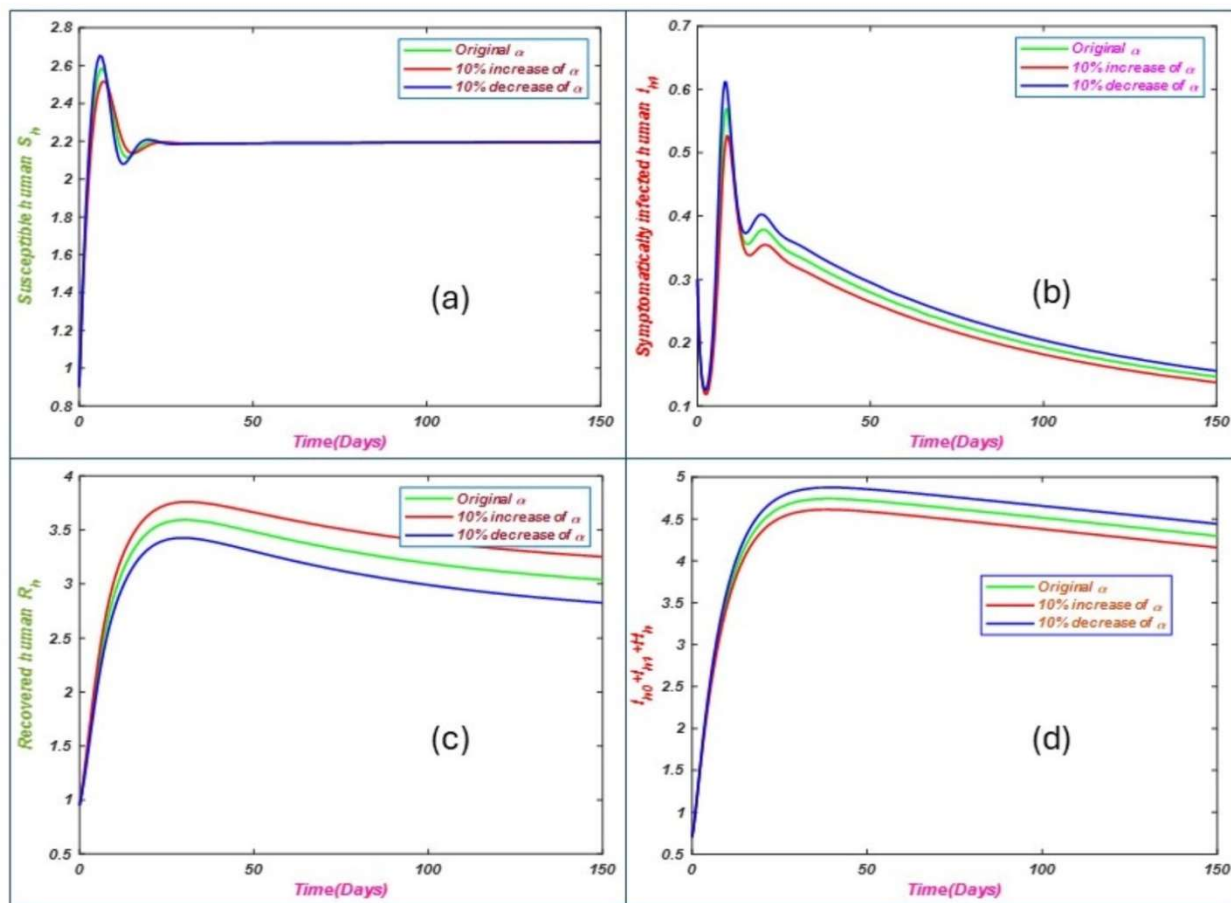 2.8
2.6
2.4
2.2
2
1.8
1.6
1.4
1.2
1
0.8
Susceptible human S_h
Original α
10% increase of α
10% decrease of α
(a)
0 50 100 150
Time(Days)
0.7
0.6
0.5
0.4
0.3
0.2
0.1
Symptomatically infected human I_h1
Original α
10% increase of α
10% decrease of α
(b)
0 50 100 150
Time(Days)
4
3.5
3
2.5
2
1.5
1
0.5
Recovered human R_h
Original α
10% increase of α
10% decrease of α
(c)
0 50 100 150
Time(Days)
5
4.5
4
3.5
3
2.5
2
1.5
1
0.5
0
I_h0+I_h1+H_h
Original α
10% increase of α
10% decrease of α
(d)
0 50 100 150
Time(Days)